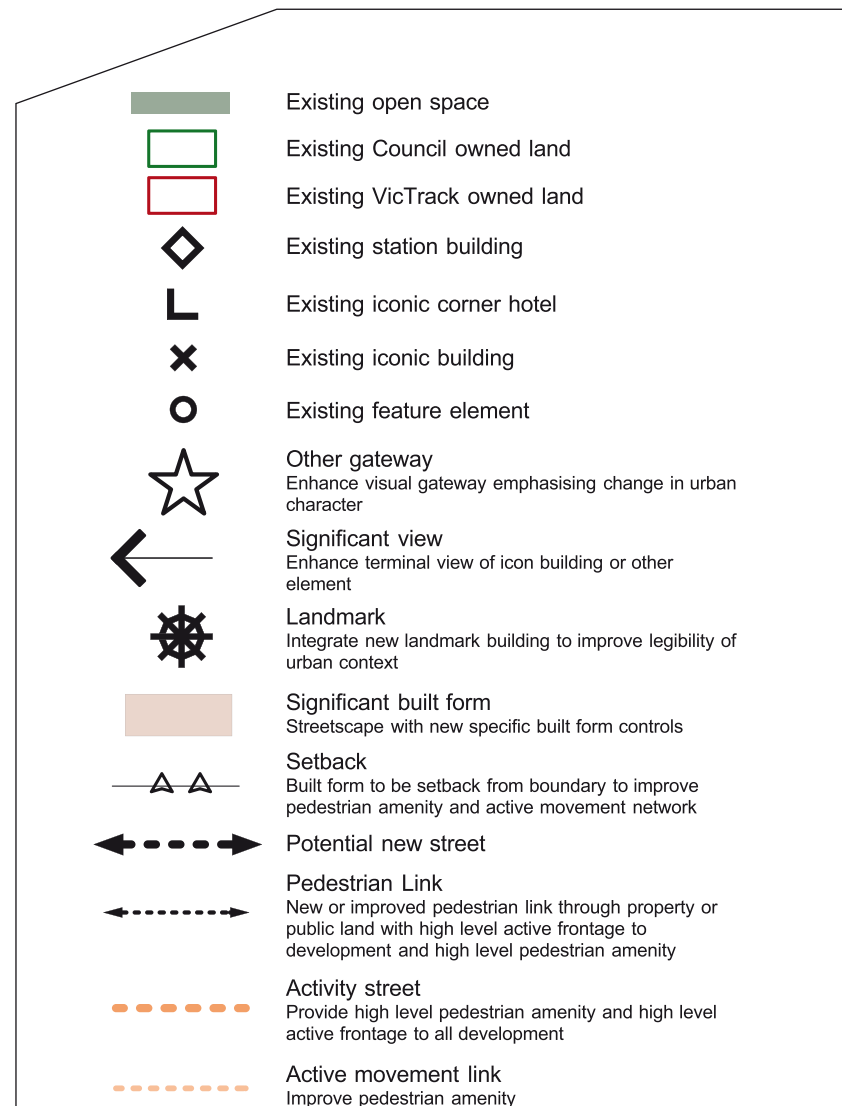 Existing open space
Existing Council owned land
Existing VicTrack owned land
Existing station building
Existing iconic corner hotel
Existing iconic building
Existing feature element
Other gateway
Enhance visual gateway emphasising change in urban
character
Significant view
Enhance terminal view of icon building or other
element
Landmark
Integrate new landmark building to improve legibility of
urban context
Significant built form
Streetscape with new specific built form controls
Setback
Built form to be setback from boundary to improve
pedestrian amenity and active movement network
Potential new street
Pedestrian Link
New or improved pedestrian link through property or
public land with high level active frontage to
development and high level pedestrian amenity
Activity street
Provide high level pedestrian amenity and high level
active frontage to all development
Active movement link
Improve pedestrian amenity